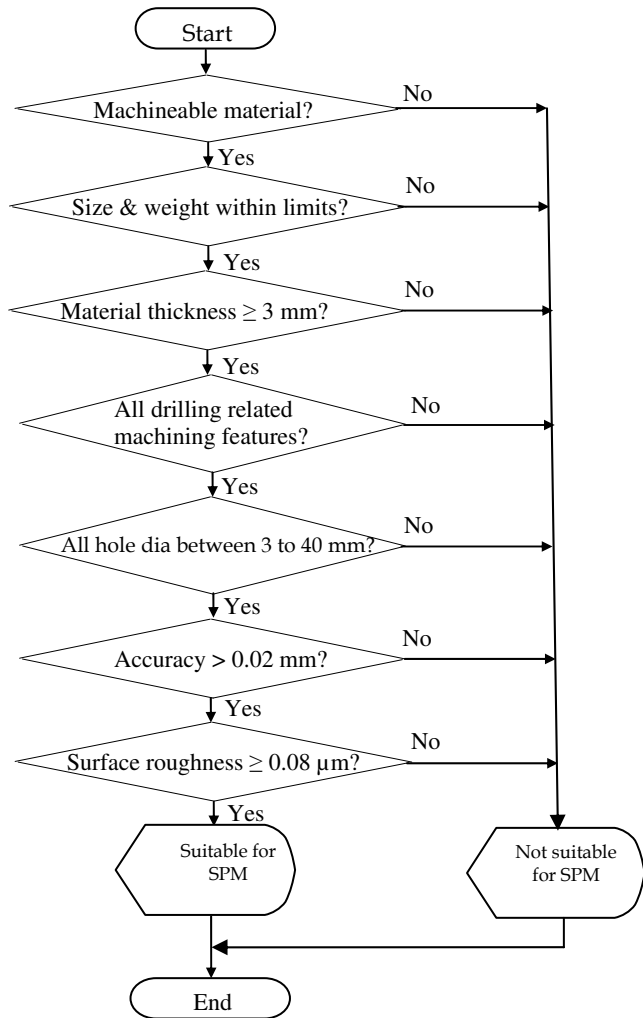 Start
Machineable material?
No
Yes
Size & weight within limits?
No
Yes
Material thickness ≥ 3 mm?
No
Yes
All drilling related
machining features?
No
Yes
All hole dia between 3 to 40 mm?
No
Yes
Accuracy > 0.02 mm?
No
Yes
Surface roughness ≥ 0.08 µm?
No
Yes
Suitable for
SPM
Not suitable
for SPM
End